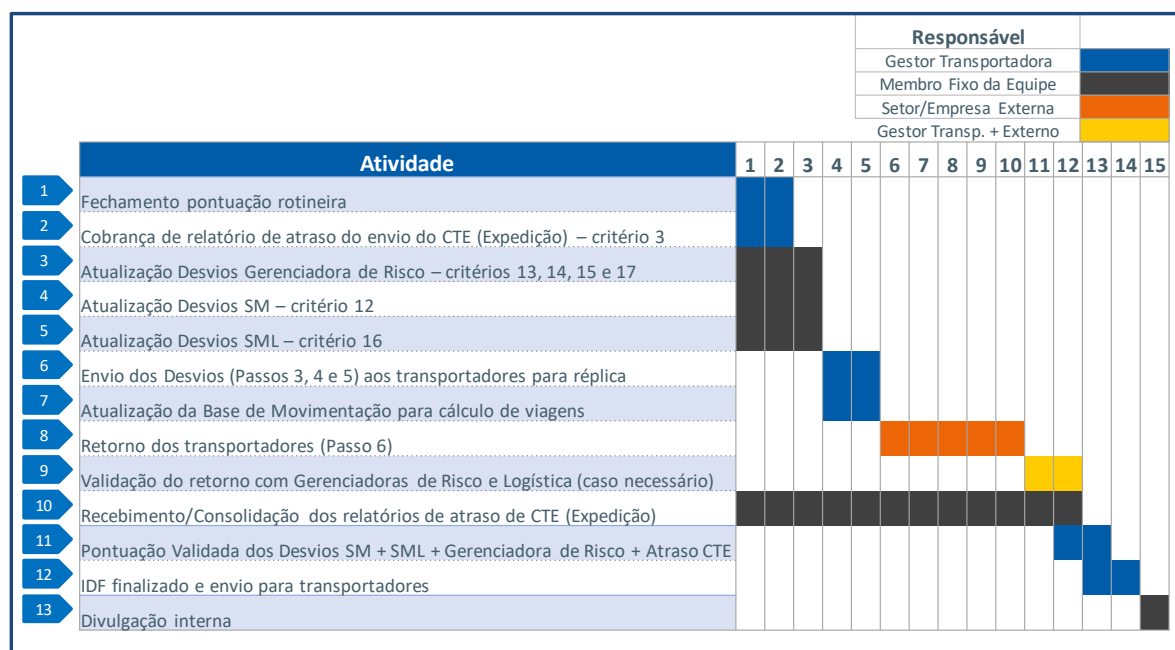 Responsável
Gestor Transportadora
Membro Fixo da Equipe
Setor/Empresa Externa
Gestor Transp. + Externo
Atividade 1 2 3 4 5 6 7 8 9 10 11 12 13 14 15
1 Fechamento pontuação rotineira
2 Cobrança de relatório de atraso do envio do CTE (Expedição) – critério 3
3 Atualização Desvios Gerenciadora de Risco – critérios 13, 14, 15 e 17
4 Atualização Desvios SM – critério 12
5 Atualização Desvios SML – critério 16
6 Envio dos Desvios (Passos 3, 4 e 5) aos transportadores para réplica
7 Atualização da Base de Movimentação para cálculo de viagens
8 Retorno dos transportadores (Passo 6)
9 Validação do retorno com Gerenciadoras de Risco e Logística (caso necessário)
10 Recebimento/Consolidação dos relatórios de atraso de CTE (Expedição)
11 Pontuação Validada dos Desvios SM + SML + Gerenciadora de Risco + Atraso CTE
12 IDF finalizado e envio para transportadores
13 Divulgação interna